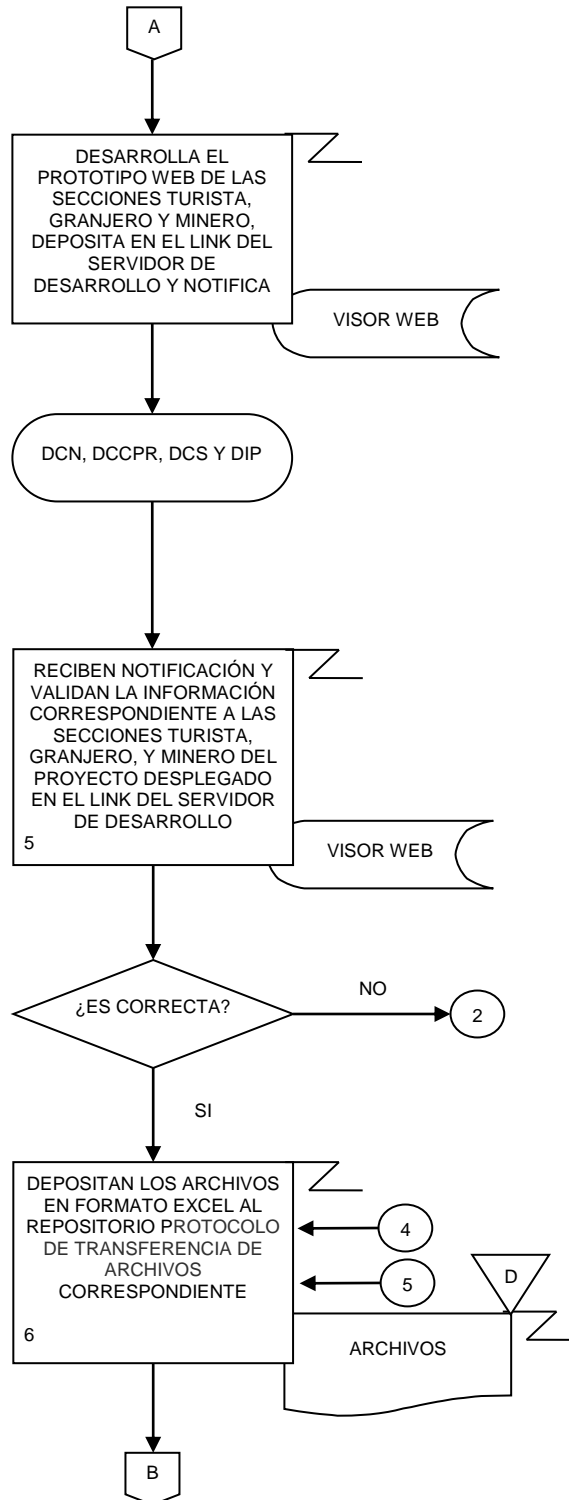 A
DESARROLLA EL
PROTOTIPO WEB DE LAS
SECCIONES TURISTA,
GRANJERO Y MINERO,
DEPOSITA EN EL LINK DEL
SERVIDOR DE
DESARROLLO Y NOTIFICA
VISOR WEB
DCN, DCCPR, DCS Y DIP
RECIBEN NOTIFICACIÓN Y
VALIDAN LA INFORMACIÓN
CORRESPONDIENTE A LAS
SECCIONES TURISTA,
GRANJERO, Y MINERO DEL
PROYECTO DESPLEGADO
EN EL LINK DEL SERVIDOR
DE DESARROLLO
5
VISOR WEB
¿ES CORRECTA?
NO
2
SI
DEPOSITAN LOS ARCHIVOS
EN FORMATO EXCEL AL
REPOSITORIO PROTOCOLO
DE TRANSFERENCIA DE
ARCHIVOS
CORRESPONDIENTE
6
4
5
D
ARCHIVOS
B